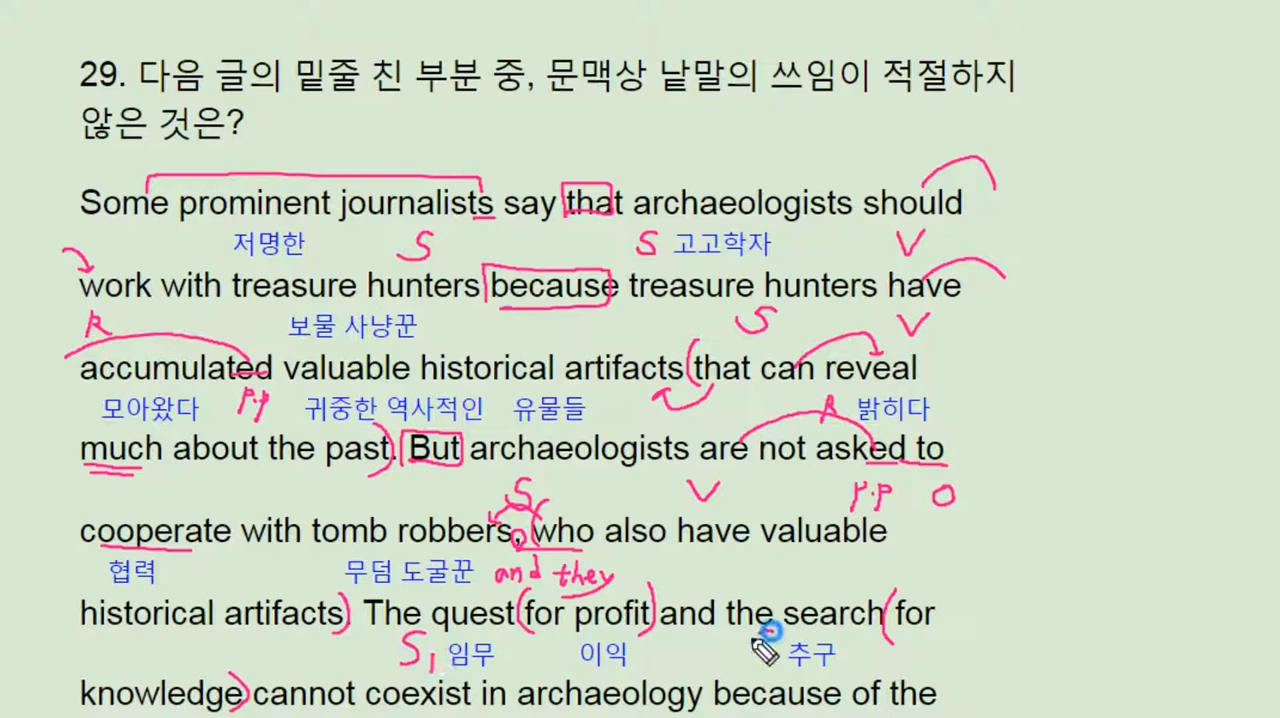 29. 다음 글의 밑줄 친 부분 중, 문맥상 낱말의 쓰임이 적절하지
않은 것은?
Some prominent journalists say that archaeologists should
저명한 S S 고고학자 V
work with treasure hunters because treasure hunters have
R 보물 사냥꾼 S V
accumulated valuable historical artifacts (that can reveal
모아왔다 p.p 귀중한 역사적인 유물들 R 밝히다
much about the past). But archaeologists are not asked to
S V p.p O
cooperate with tomb robbers, (who also have valuable
협력 무덤 도굴꾼 and they
historical artifacts) The quest (for profit) and the search (for
S1 임무 이익 추구
knowledge) cannot coexist in archaeology because of the